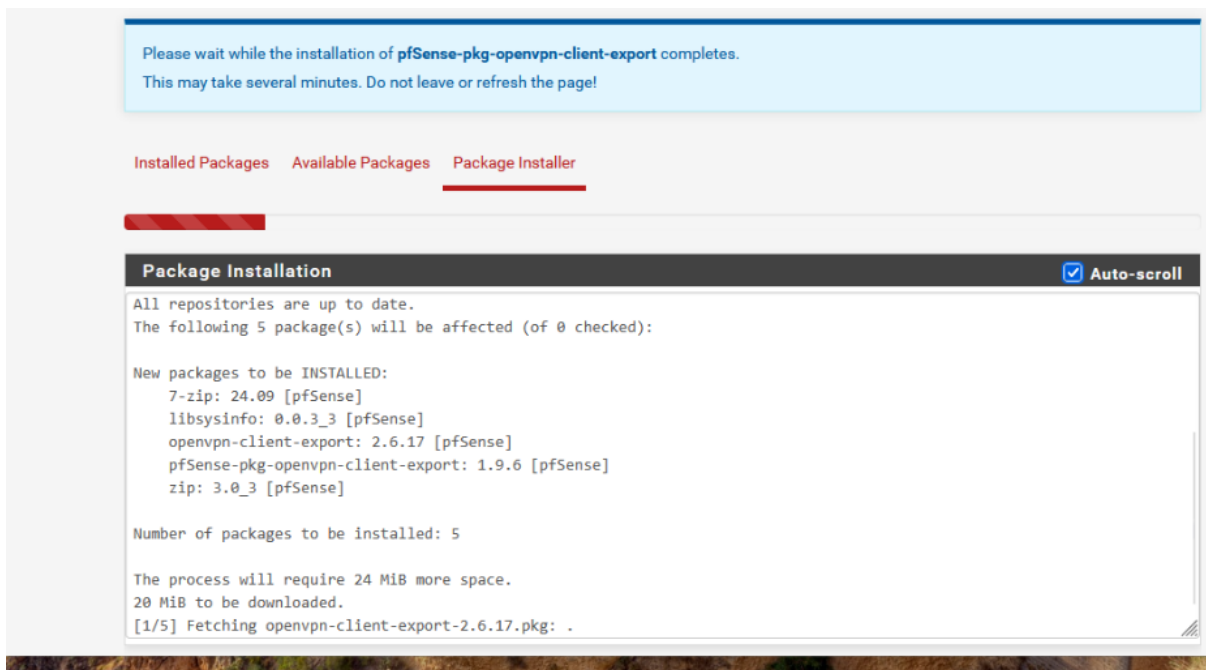 Please wait while the installation of pfSense-pkg-openvpn-client-export completes.
This may take several minutes. Do not leave or refresh the page!
Installed Packages Available Packages Package Installer
Package Installation Auto-scroll
All repositories are up to date.
The following 5 package(s) will be affected (of 0 checked):
New packages to be INSTALLED:
7-zip: 24.09 [pfSense]
libsysinfo: 0.0.3_3 [pfSense]
openvpn-client-export: 2.6.17 [pfSense]
pfSense-pkg-openvpn-client-export: 1.9.6 [pfSense]
zip: 3.0_3 [pfSense]
Number of packages to be installed: 5
The process will require 24 MiB more space.
20 MiB to be downloaded.
[1/5] Fetching openvpn-client-export-2.6.17.pkg: .